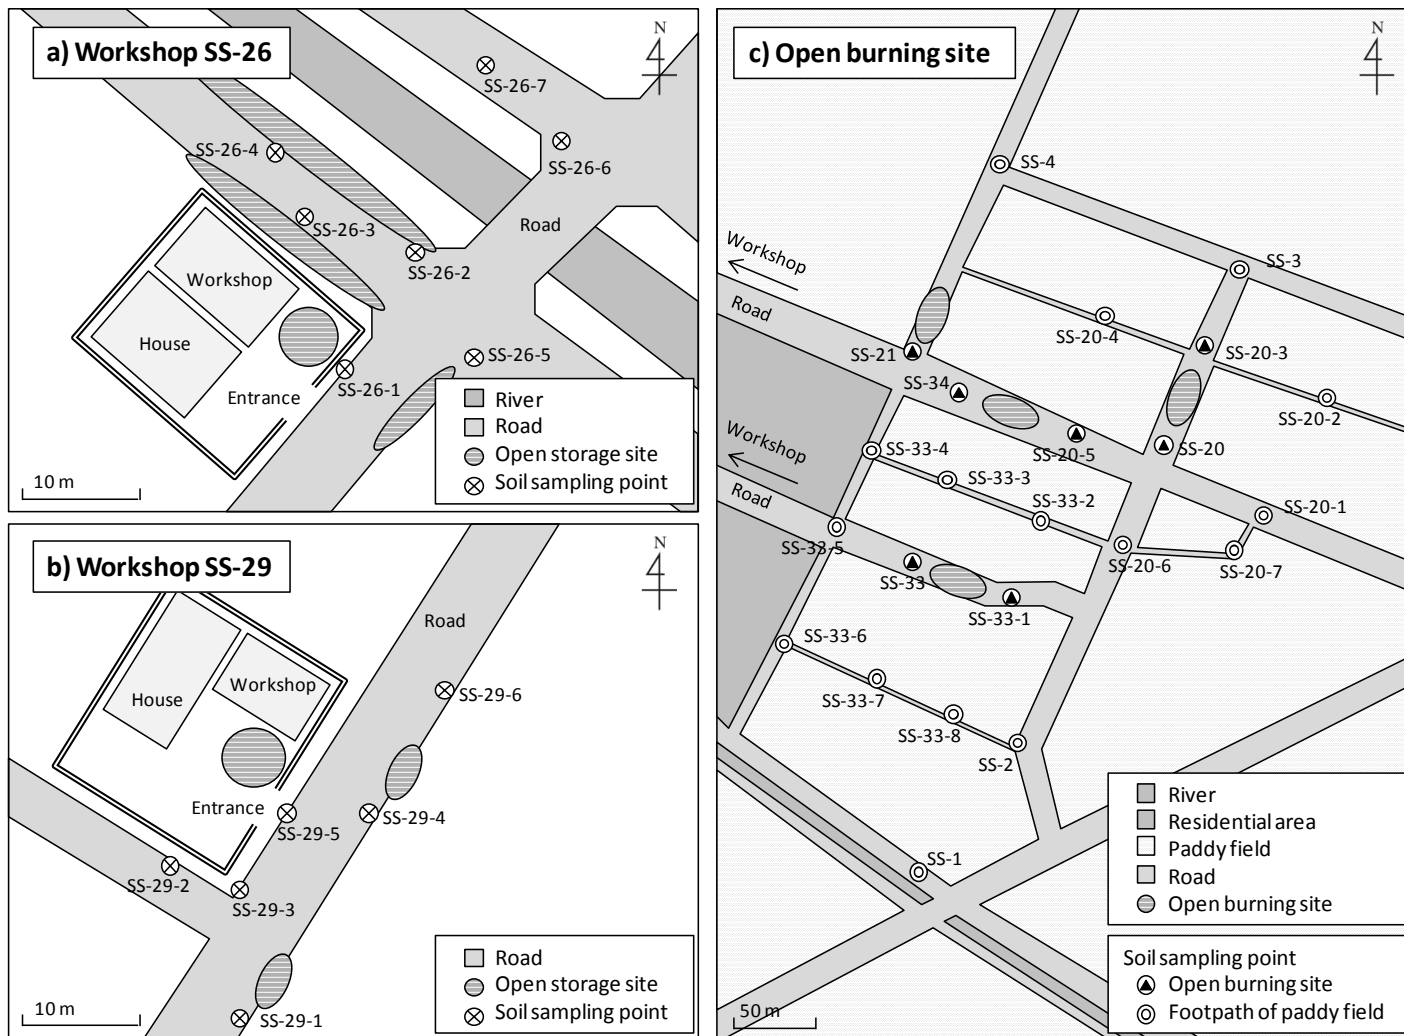 a) Workshop SS-26
N
SS-26-7
SS-26-4
SS-26-6
SS-26-3
Road
SS-26-2
Workshop
House
SS-26-5
SS-26-1
Entrance
River
Road
Open storage site
Soil sampling point
10 m
b) Workshop SS-29
N
Road
Workshop
House
SS-29-6
Entrance
SS-29-5
SS-29-4
SS-29-2
SS-29-3
Road
Open storage site
Soil sampling point
10 m
SS-29-1
c) Open burning site
N
SS-4
Workshop
SS-3
Road
SS-20-4
SS-21
SS-20-3
SS-34
SS-20-2
Workshop
SS-33-4
SS-20-5
SS-20
SS-33-3
Road
SS-33-2
SS-20-1
SS-33-5
SS-20-6
SS-20-7
SS-33
SS-33-1
SS-33-6
SS-33-7
SS-33-8
SS-2
SS-1
River
Residential area
Paddy field
Road
Open burning site
Soil sampling point
Open burning site
Footpath of paddy field
50 m